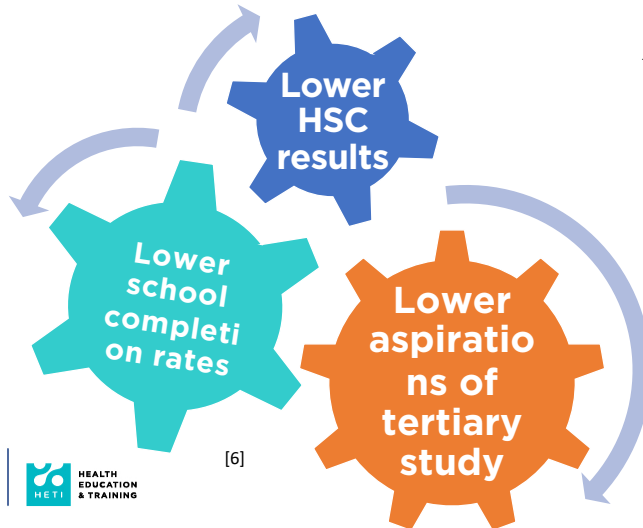 Lower
HSC
results
Lower
school
completi
on rates
Lower
aspiratio
ns of
tertiary
study
[6]
HETI
HEALTH
EDUCATION
& TRAINING